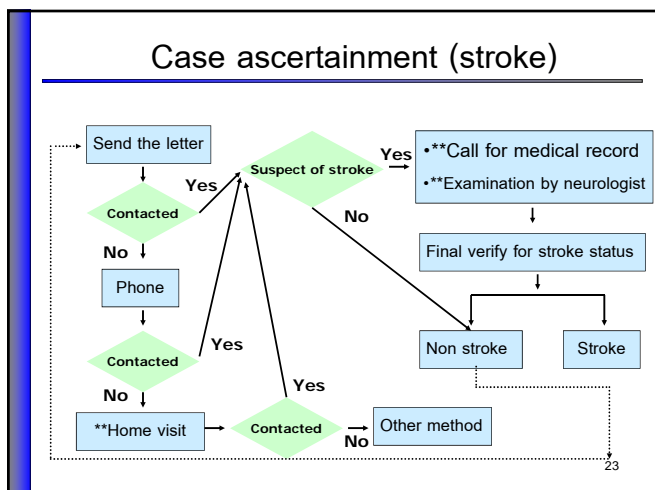 Case ascertainment (stroke)
Send the letter
Contacted
Yes
No
Phone
Contacted
Yes
No
**Home visit
Contacted
Yes
No
Other method
Suspect of stroke
Yes
No
•**Call for medical record
•**Examination by neurologist
Final verify for stroke status
Non stroke
Stroke
23